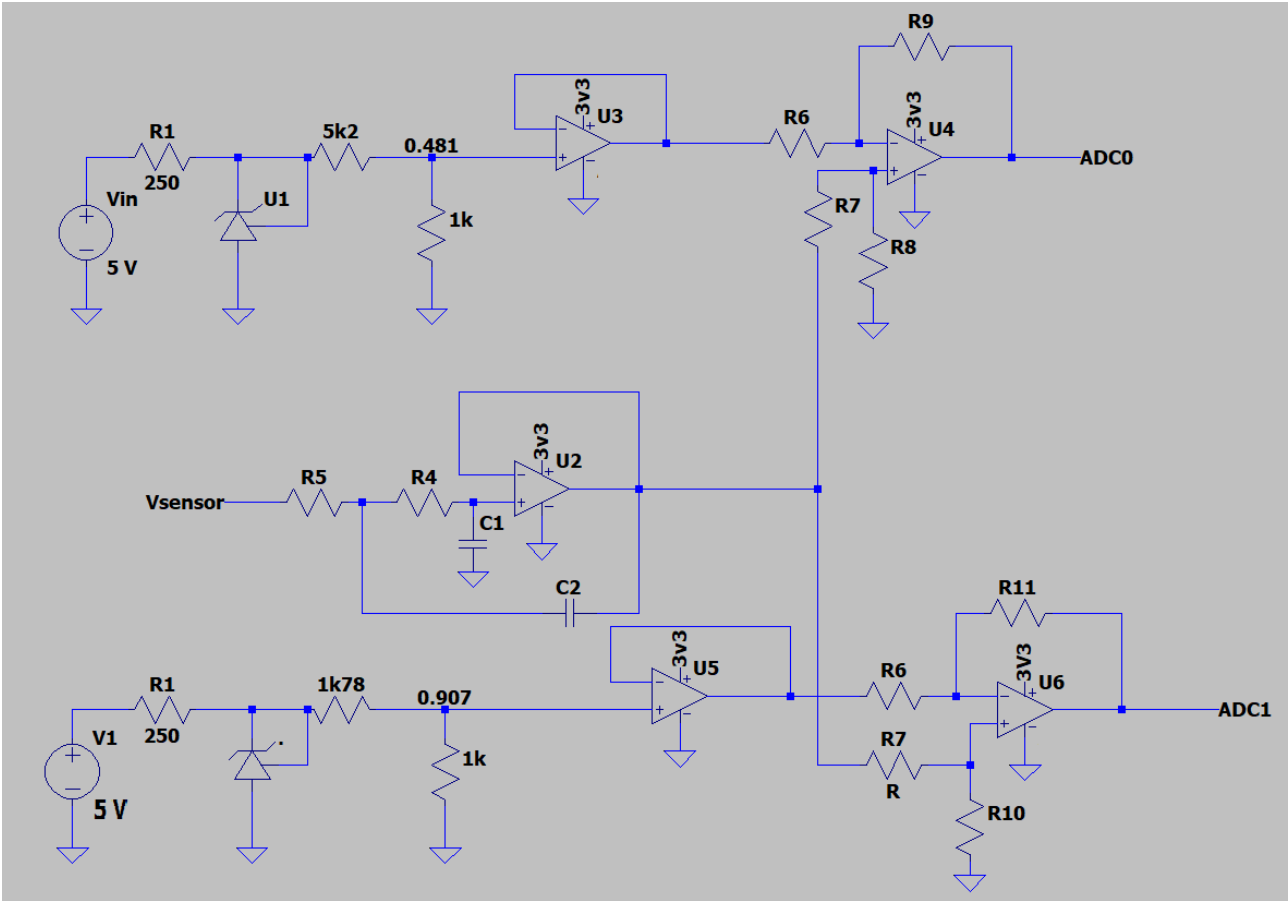 R9
3v3
U3
3v3
U4
R6
R1
5k2
0.481
ADC0
250
Vin
U1
R7
1k
R8
5 V
3v3
U2
R5
R4
Vsensor
C1
C2
R11
3v3
U5
3V3
U6
R1
1k78
0.907
R6
ADC1
250
V1
R7
1k
5 V
R
R10